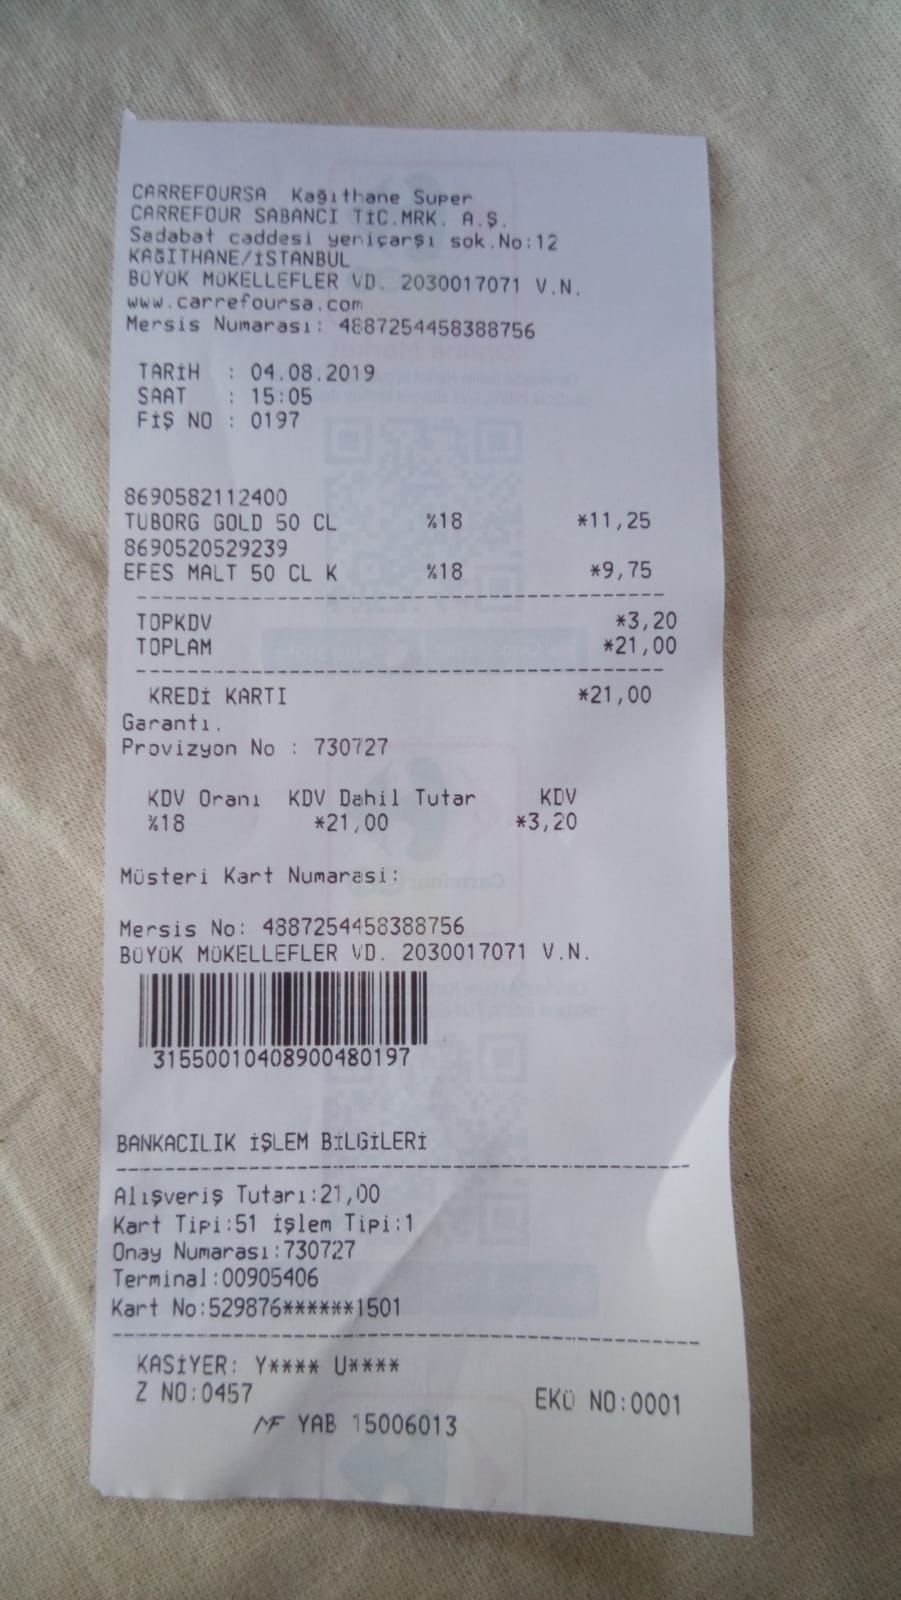 CARREFOURSA Kağıthane Super
CARREFOUR SABANCI TİC.MRK. A.Ş.
Sadabat caddesi yeniçarşı sok.No:12
KAĞITHANE/İSTANBUL
BÜYÜK MÜKELLEFLER VD. 2030017071 V.N.
www.carrefoursa.com
Mersis Numarası: 4887254458388756
TARİH : 04.08.2019
SAAT : 15:05
FİŞ NO : 0197
8690582112400
TUBORG GOLD 50 CL %18 *11,25
8690520529239
EFES MALT 50 CL K %18 *9,75
TOPKDV *3,20
TOPLAM *21,00
KREDİ KARTI *21,00
Garantı.
Provizyon No : 730727
KDV Oranı KDV Dahil Tutar KDV
%18 *21,00 *3,20
Müsteri Kart Numarası:
Mersis No: 4887254458388756
BÜYÜK MÜKELLEFLER VD. 2030017071 V.N.
31550010408900480197
BANKACILIK İŞLEM BİLGİLERİ
Alışveriş Tutarı:21,00
Kart Tipi:51 İşlem Tipi:1
Onay Numarası:730727
Terminal:00905406
Kart No:529876******1501
KASİYER: Y**** U****
Z NO:0457 EKÜ NO:0001
MF YAB 15006013